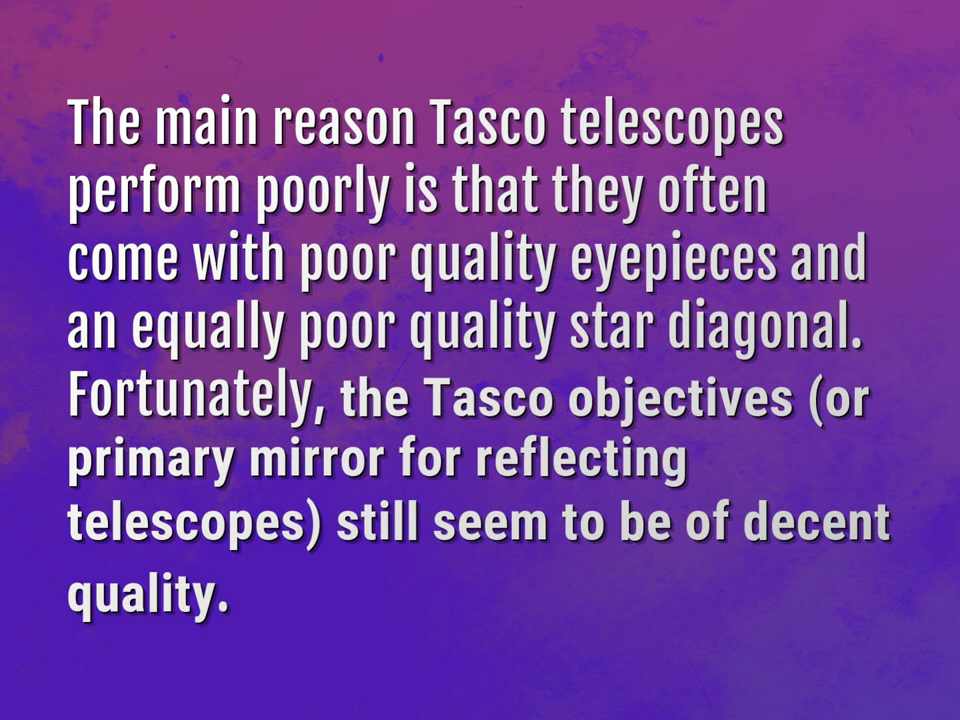 The main reason Tasco telescopes
perform poorly is that they often
come with poor quality eyepieces and
an equally poor quality star diagonal.
Fortunately, the Tasco objectives (or
primary mirror for reflecting
telescopes) still seem to be of decent
quality.